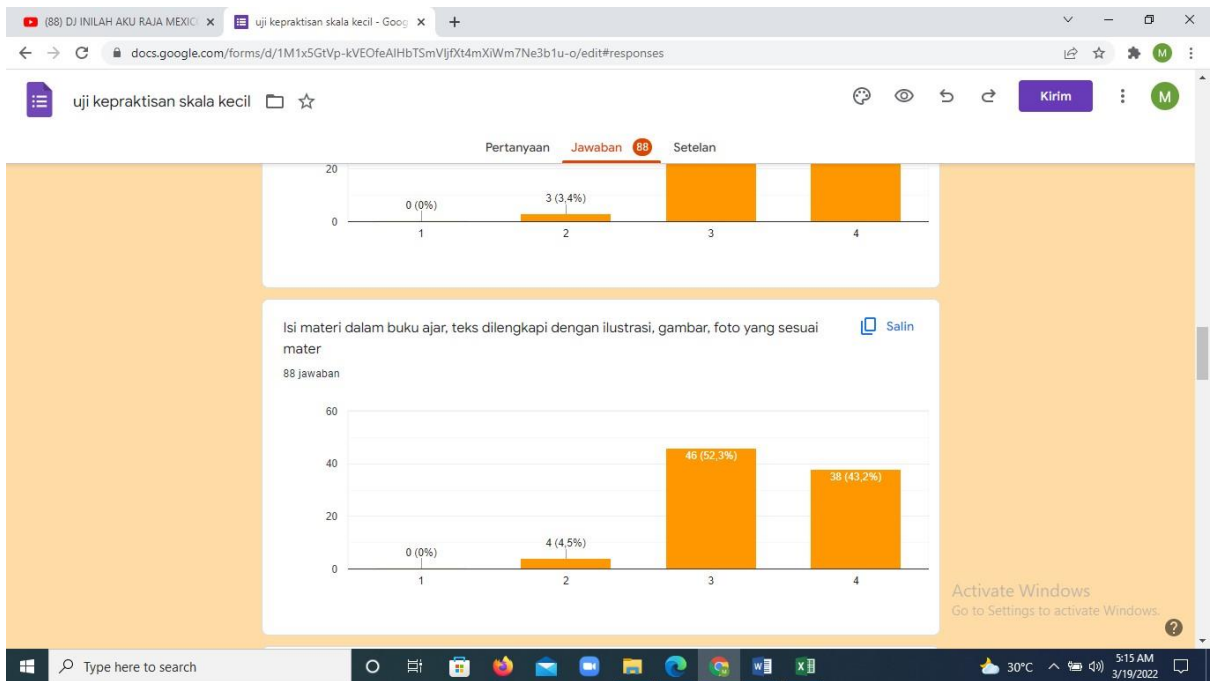 (88) DJ INILAH AKU RAJA MEXIC
uji kepraktisan skala kecil - Goog
docs.google.com/forms/d/1M1x5GtVp-kVEOfeAIHbTSmVIjfXt4mXiWm7Ne3b1u-o/edit#responses
M
uji kepraktisan skala kecil
Kirim
M
Pertanyaan Jawaban 88 Setelan
20
0 (0%)
3 (3,4%)
0
1 2 3 4
Isi materi dalam buku ajar, teks dilengkapi dengan ilustrasi, gambar, foto yang sesuai
mater
Salin
88 jawaban
60
40
46 (52,3%)
38 (43,2%)
20
0 (0%)
4 (4,5%)
0
1 2 3 4
Activate Windows
Go to Settings to activate Windows.
Type here to search
30°C
5:15 AM
3/19/2022